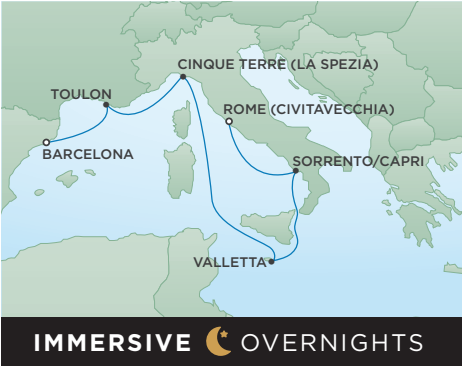 CINQUE TERRE (LA SPEZIA)
TOULON
ROME (CIVITAVECCHIA)
BARCELONA
SORRENTO/CAPRI
VALLETTA
IMMERSIVE OVERNIGHTS